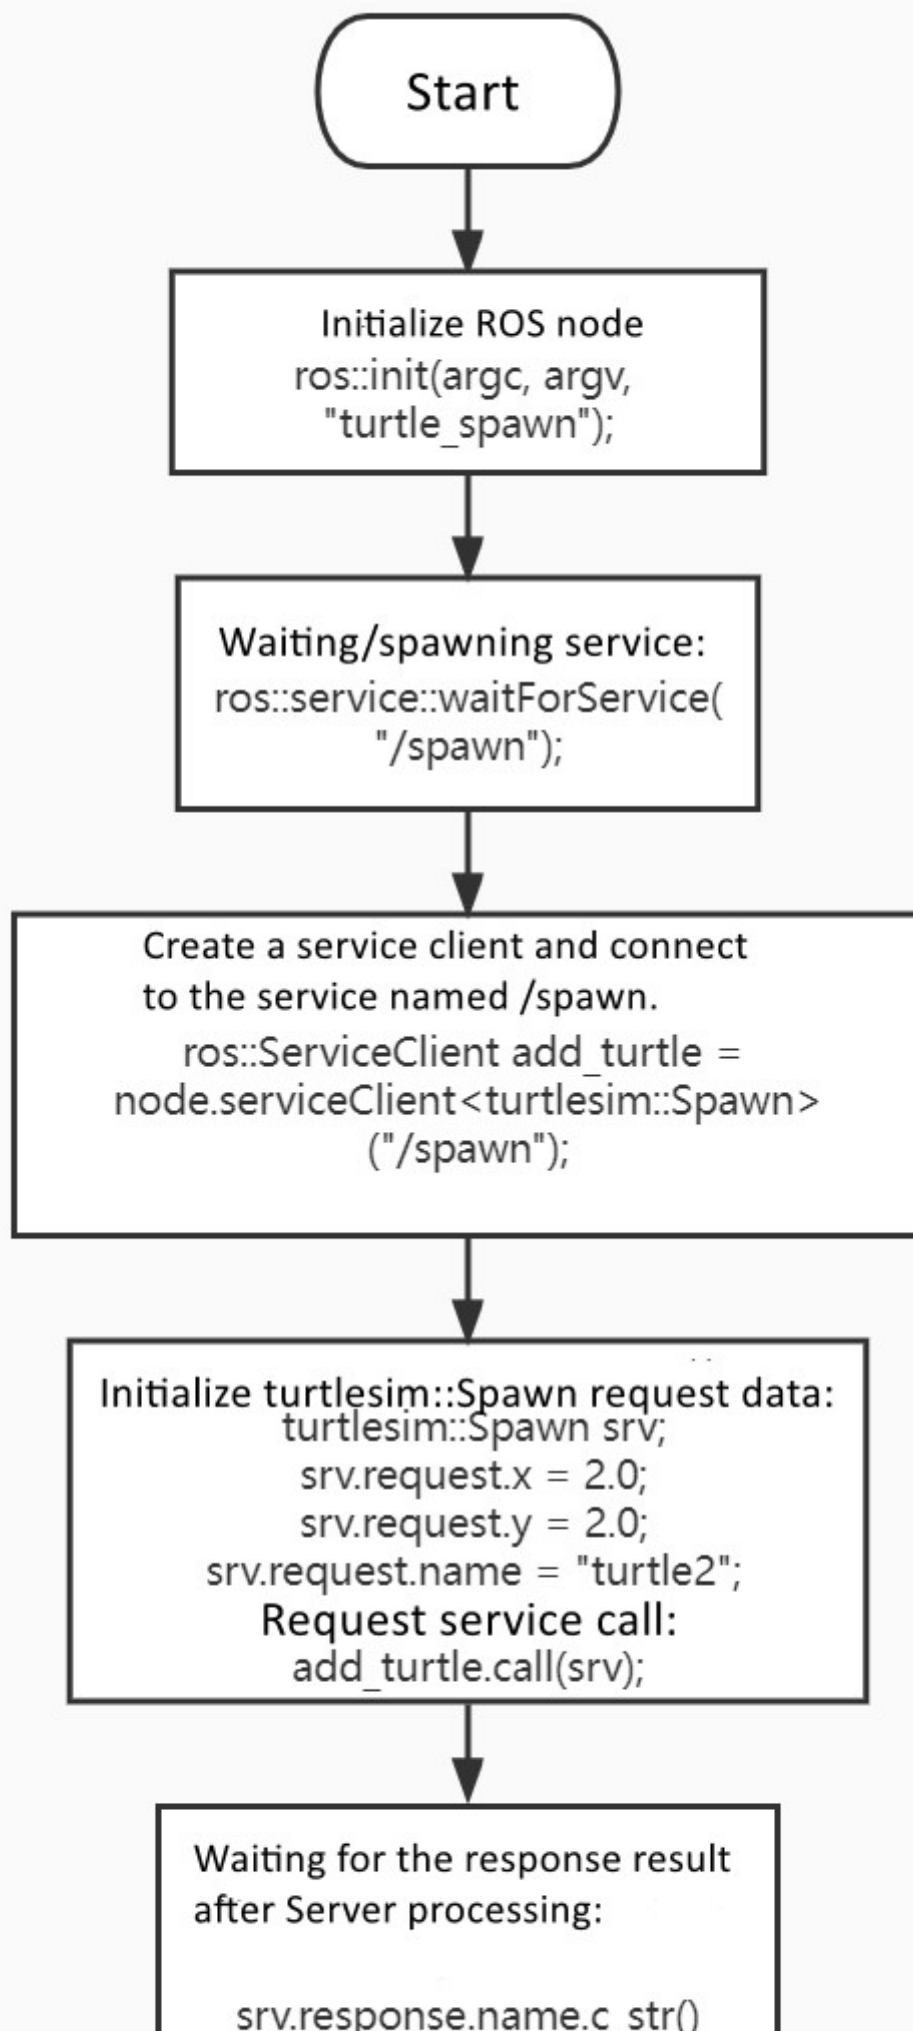 Start
Initialize ROS node
ros::init(argc, argv,
"turtle_spawn");
Waiting/spawning service:
ros::service::waitForService(
"/spawn");
Create a service client and connect
to the service named /spawn.
ros::ServiceClient add_turtle =
node.serviceClient<turtlesim::Spawn>
("/spawn");
Initialize turtlesim::Spawn request data:
turtlesim::Spawn srv;
srv.request.x = 2.0;
srv.request.y = 2.0;
srv.request.name = "turtle2";
Request service call:
add_turtle.call(srv);
Waiting for the response result
after Server processing:
srv.response.name.c_str()